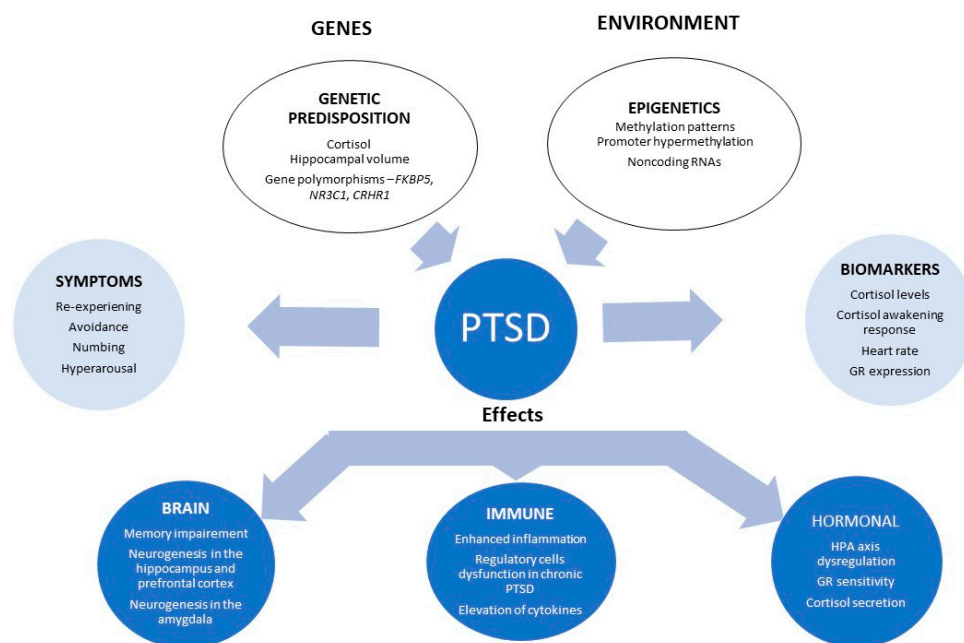 GENES
ENVIRONMENT
GENETIC
PREDISPOSITION
Cortisol
Hippocampal volume
Gene polymorphisms – FKBP5,
NR3C1, CRHR1
EPIGENETICS
Methylation patterns
Promoter hypermethylation
Noncoding RNAs
SYMPTOMS
Re-experiening
Avoidance
Numbing
Hyperarousal
PTSD
BIOMARKERS
Cortisol levels
Cortisol awakening
response
Heart rate
GR expression
Effects
BRAIN
Memory impairment
Neurogenesis in the
hippocampus and
prefrontal cortex
Neurogenesis in the
amygdala
IMMUNE
Enhanced inflammation
Regulatory cells
dysfunction in chronic
PTSD
Elevation of cytokines
HORMONAL
HPA axis
dysregulation
GR sensitivity
Cortisol secretion